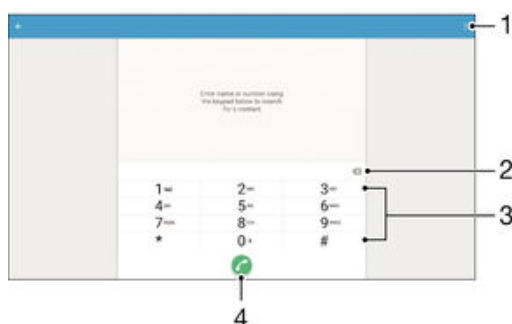 +
1
Enter name or number using
the keypad below to search
for a contact
2
1 2 ABC 3
4 5 6
7 8 9
* 0 + #
3
4